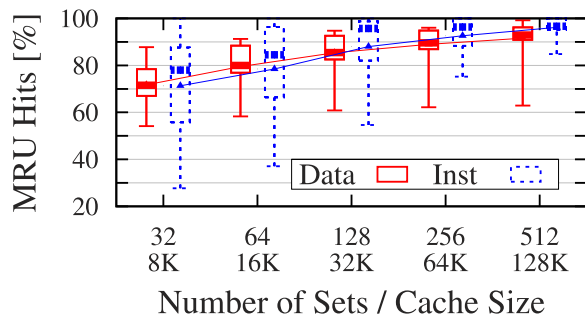 MRU Hits [%]
100
80
60
40
20
Data Inst
32 64 128 256 512
8K 16K 32K 64K 128K
Number of Sets / Cache Size